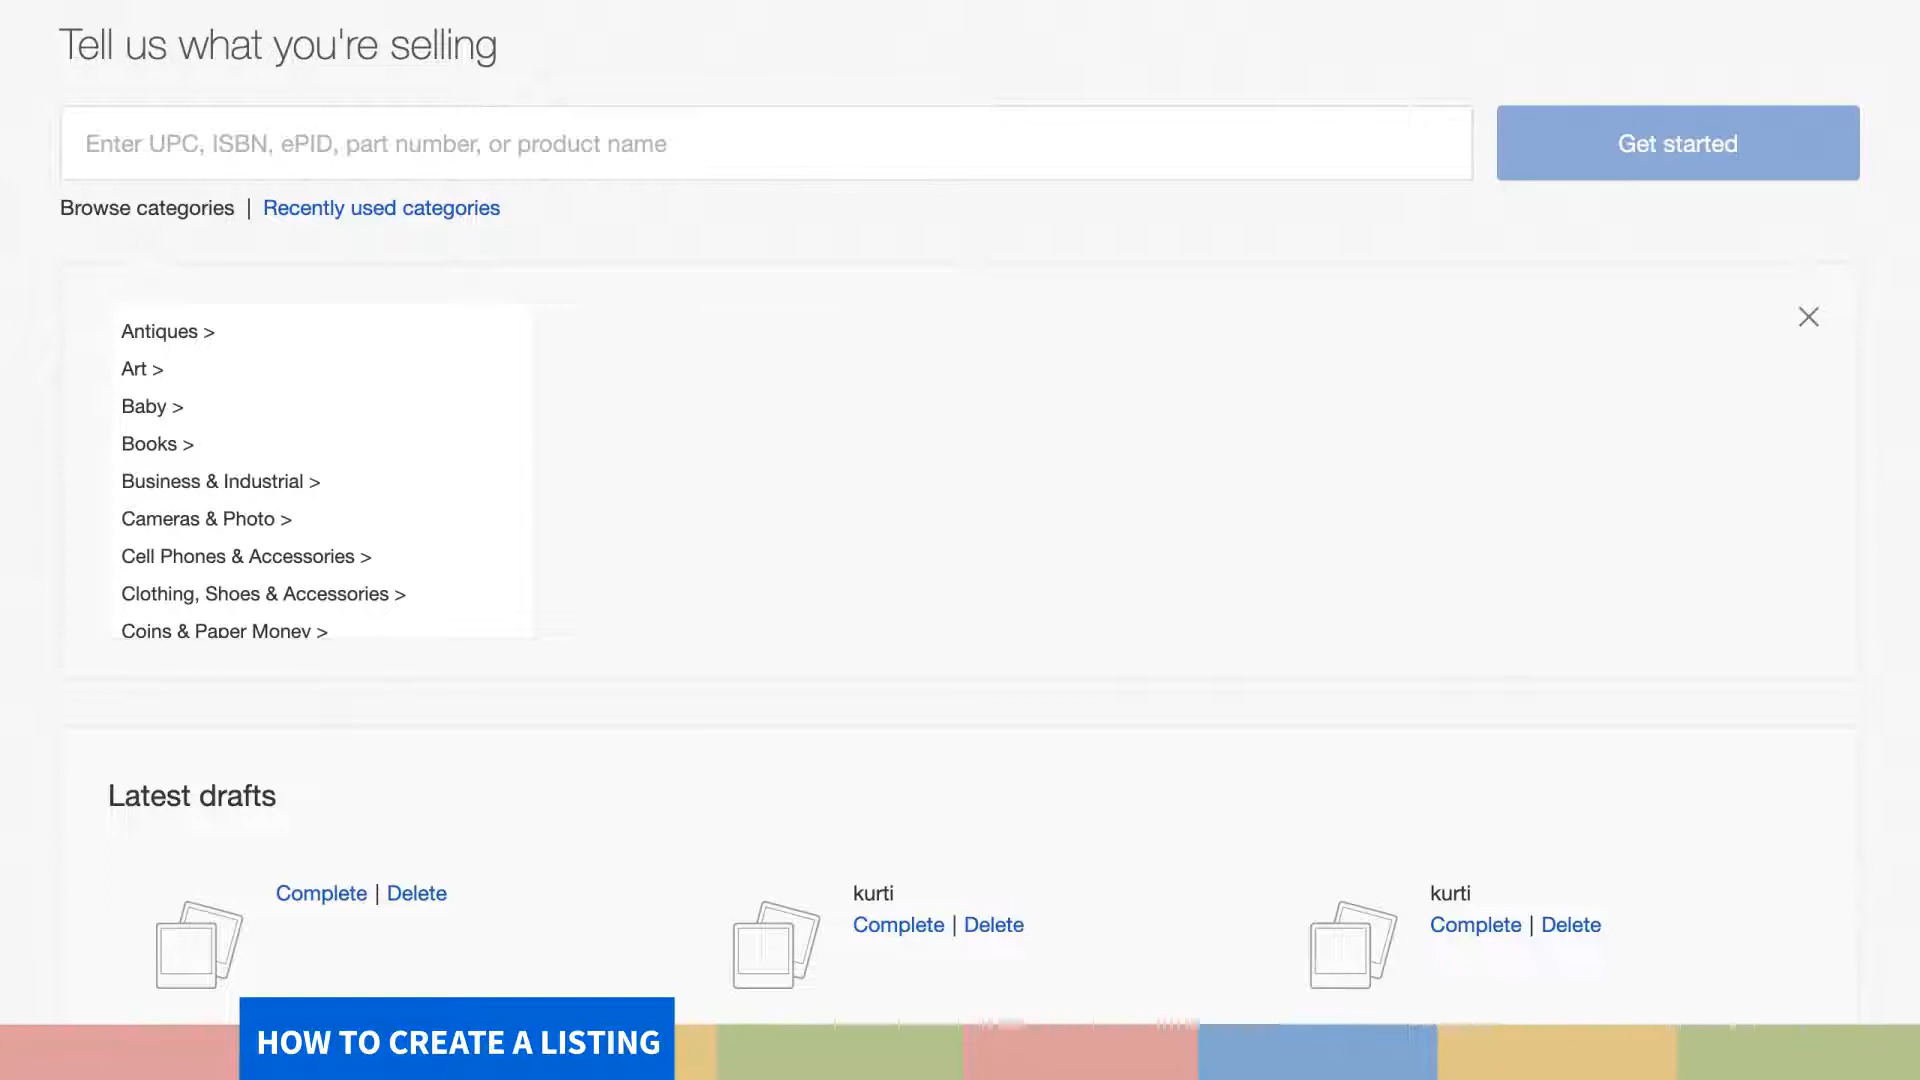 Tell us what you're selling
Enter UPC, ISBN, ePID, part number, or product name
Get started
Browse categories | Recently used categories
Antiques >
Art >
Baby >
Books >
Business & Industrial >
Cameras & Photo >
Cell Phones & Accessories >
Clothing, Shoes & Accessories >
Coins & Paper Money >
Latest drafts
Complete | Delete
kurti
Complete | Delete
kurti
Complete | Delete
HOW TO CREATE A LISTING